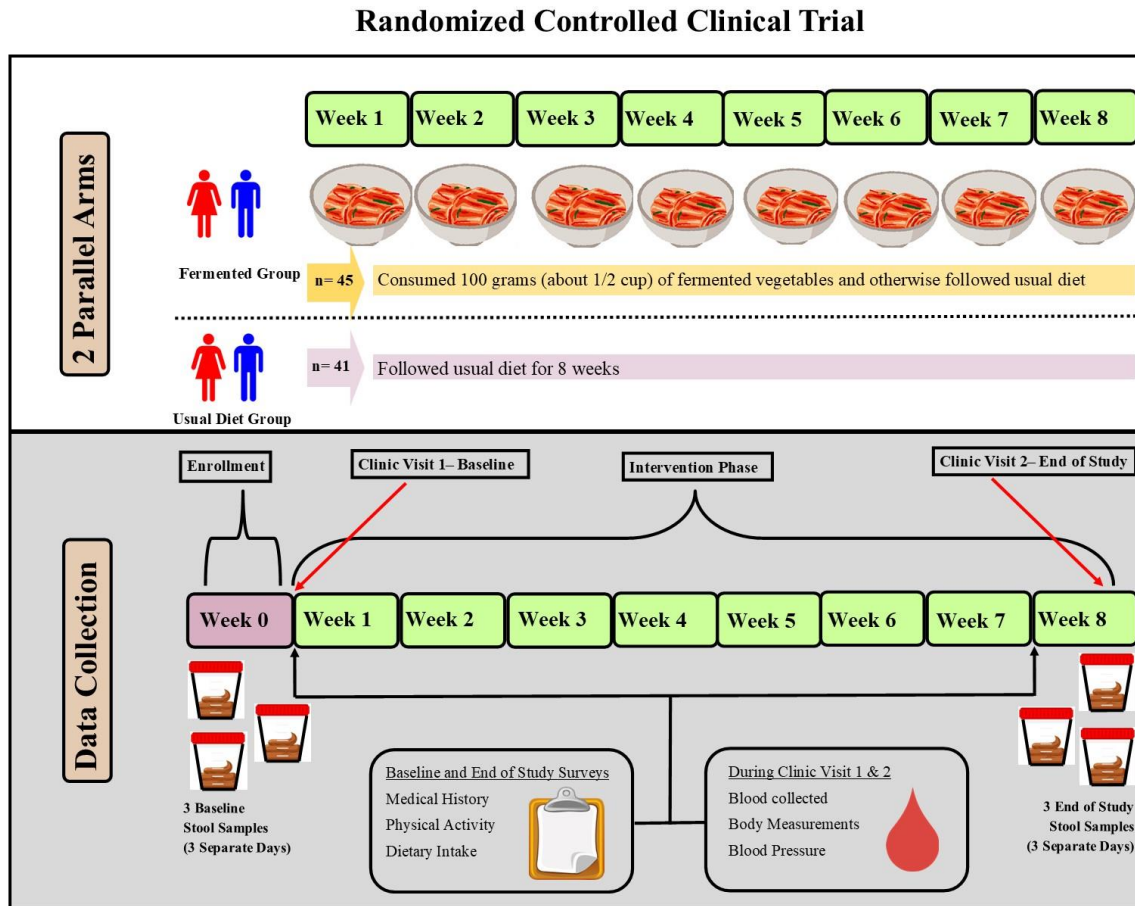 Randomized Controlled Clinical Trial
2 Parallel Arms
Week 1
Week 2
Week 3
Week 4
Week 5
Week 6
Week 7
Week 8
Fermented Group
n= 45
Consumed 100 grams (about 1/2 cup) of fermented vegetables and otherwise followed usual diet
n= 41
Followed usual diet for 8 weeks
Usual Diet Group
Data Collection
Enrollment
Clinic Visit 1– Baseline
Intervention Phase
Clinic Visit 2– End of Study
Week 0
Week 1
Week 2
Week 3
Week 4
Week 5
Week 6
Week 7
Week 8
3 Baseline
Stool Samples
(3 Separate Days)
Baseline and End of Study Surveys
Medical History
Physical Activity
Dietary Intake
During Clinic Visit 1 & 2
Blood collected
Body Measurements
Blood Pressure
3 End of Study
Stool Samples
(3 Separate Days)